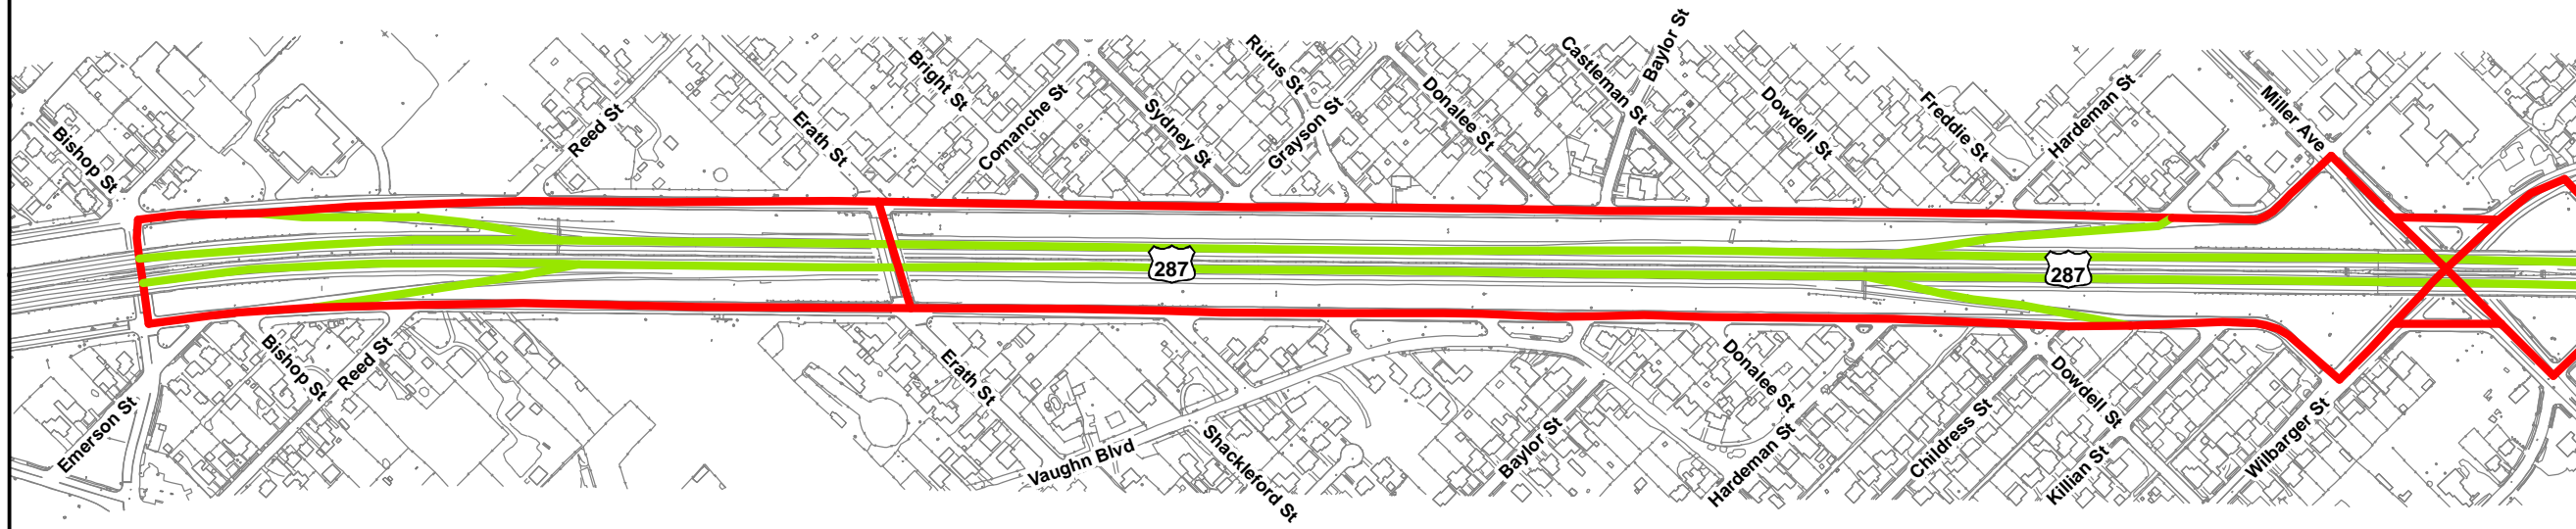 Bishop St
Reed St
Erath St
Bright St
Comanche St
Sydney St
Rufus St
Grayson St
Donalee St
Castleman St
Baylor St
Dowdell St
Freddie St
Hardeman St
Miller Ave
287
287
Emerson St
Bishop St
Reed St
Erath St
Vaughn Blvd
Shackleford St
Baylor St
Donalee St
Hardeman St
Childress St
Dowdell St
Killian St
Wilbarger St